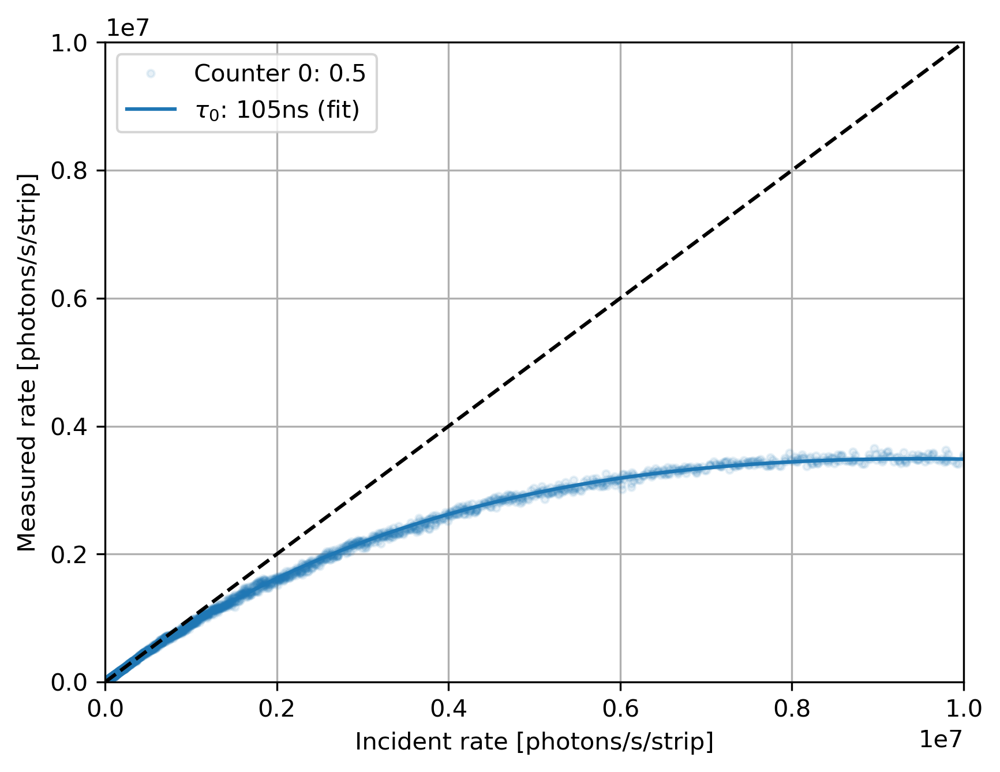 1e7
1.0
0.8
0.6
0.4
0.2
0.0
Measured rate [photons/s/strip]
Counter 0: 0.5
τ₀: 105ns (fit)
0.0 0.2 0.4 0.6 0.8 1.0
1e7
Incident rate [photons/s/strip]